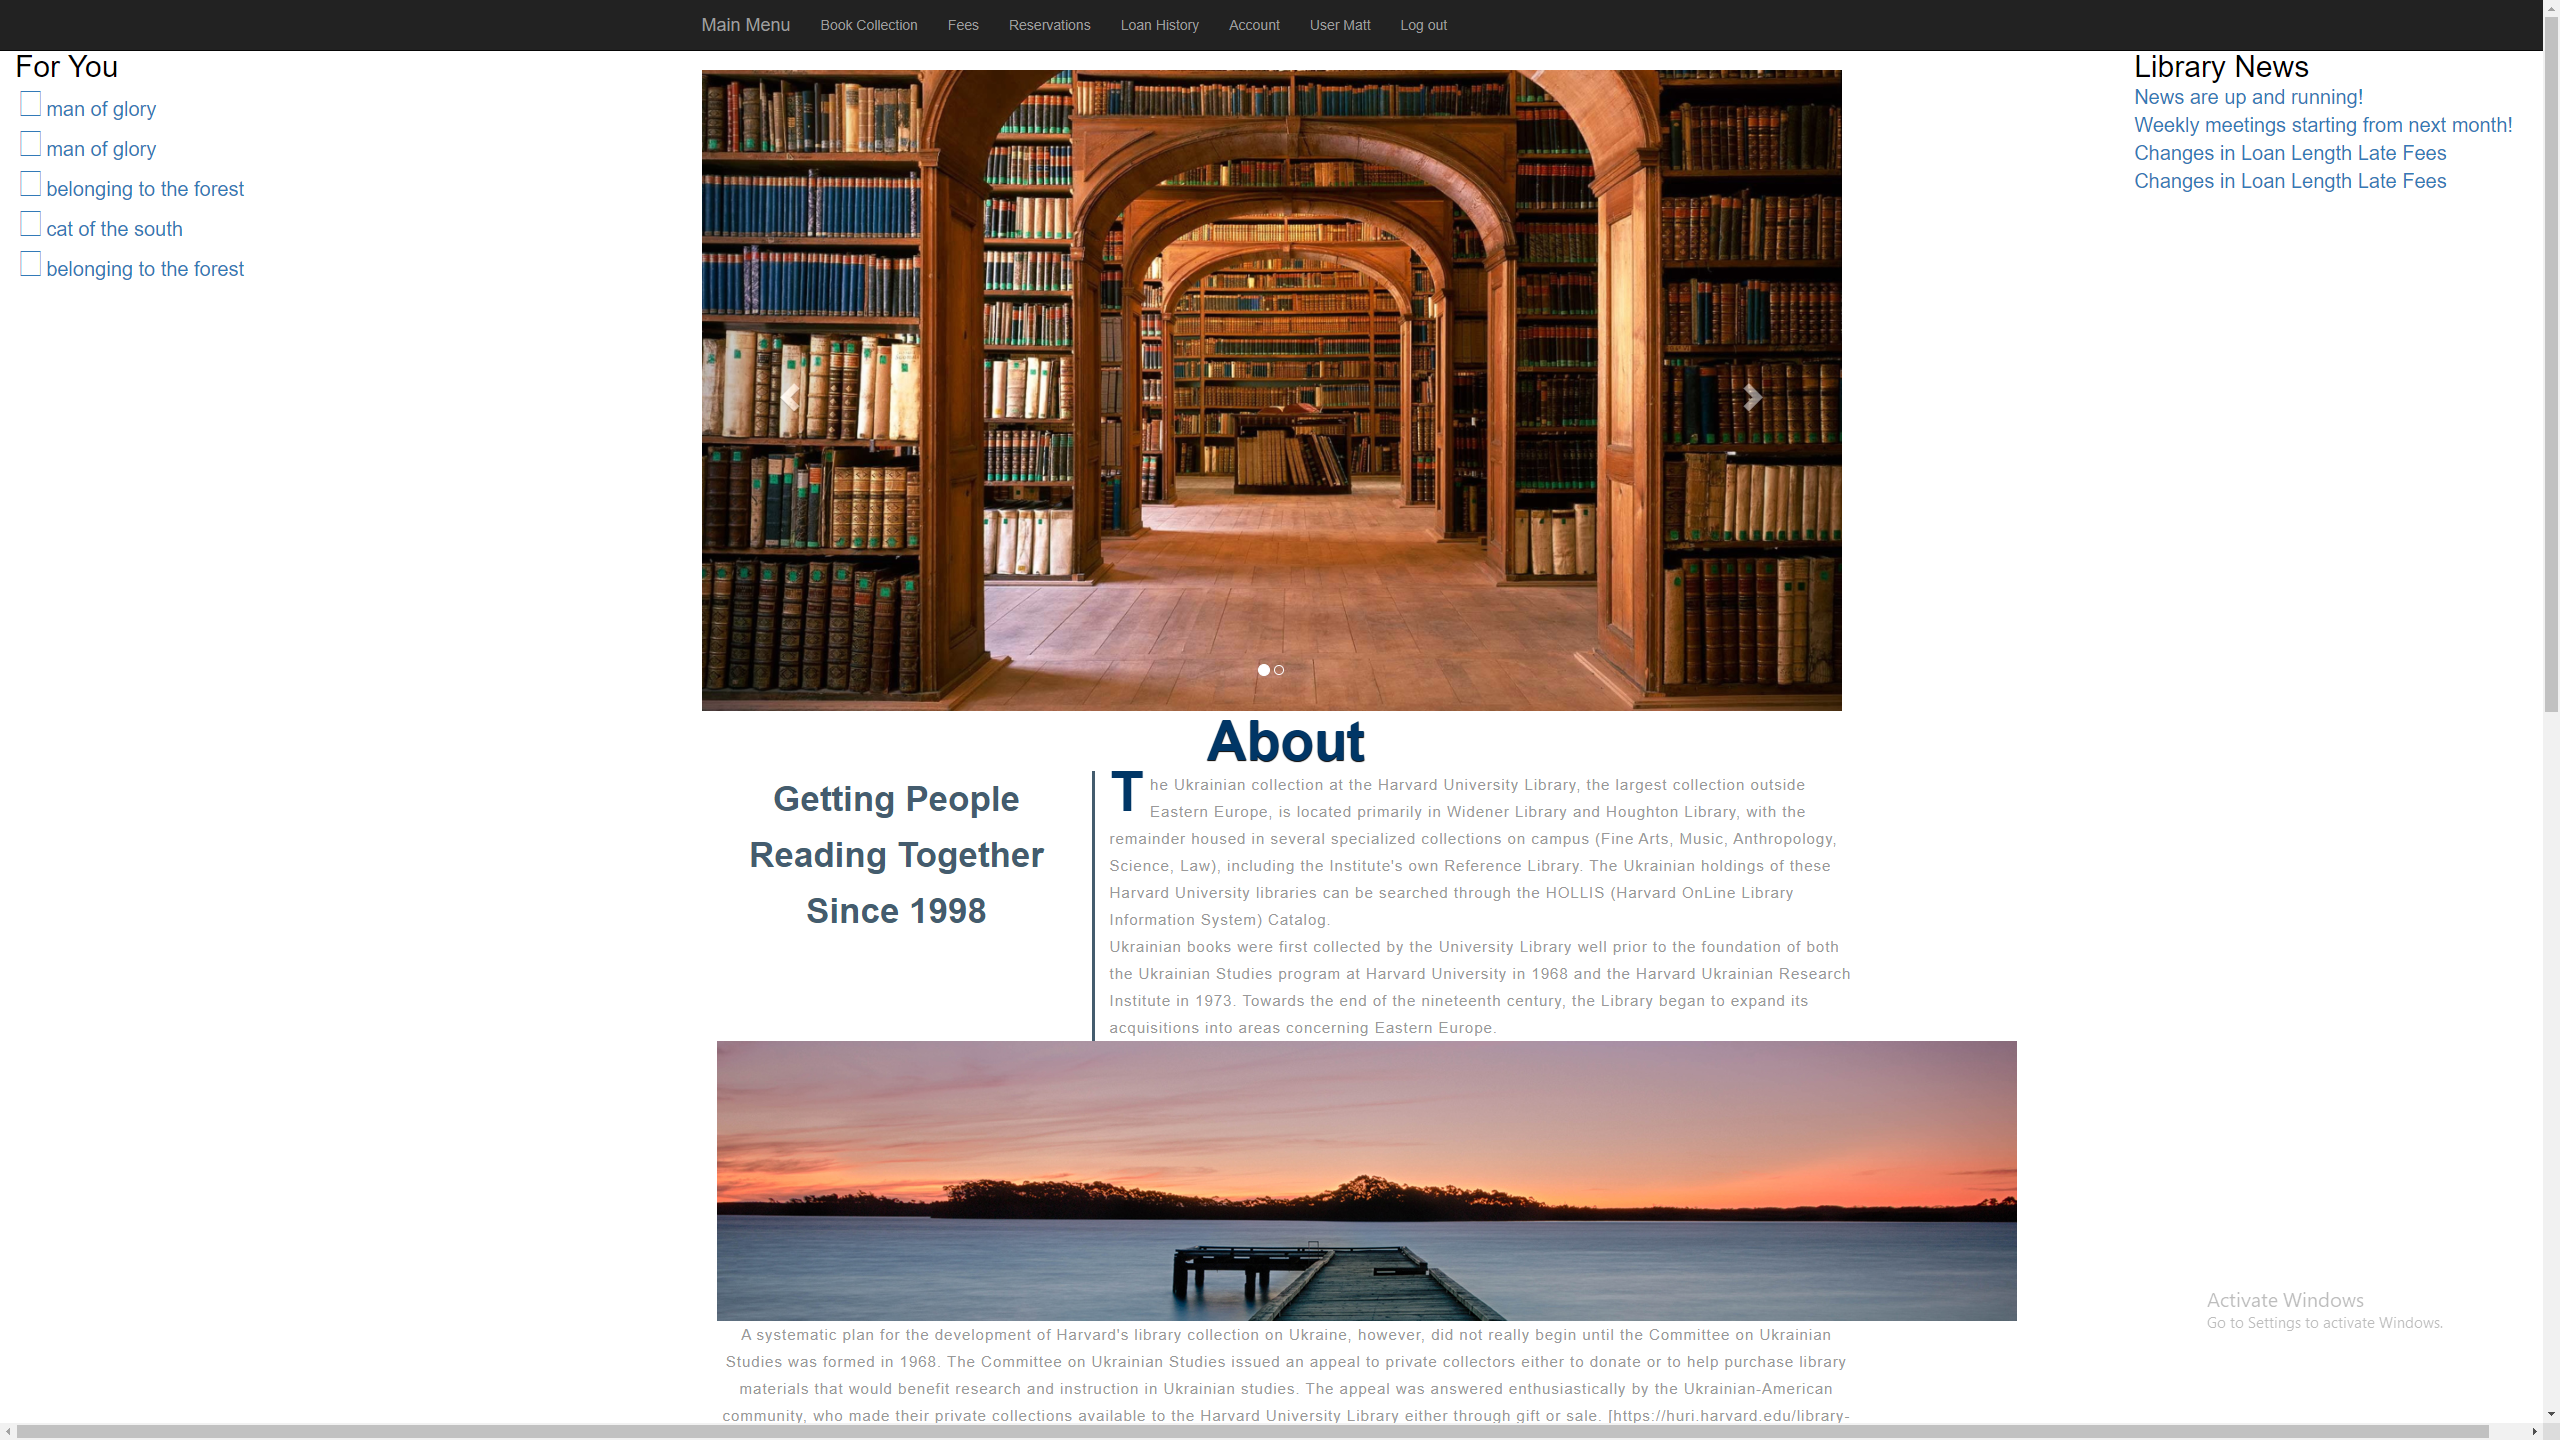 Main Menu Book Collection Fees Reservations Loan History Account User Matt Log out
For You
man of glory
man of glory
belonging to the forest
cat of the south
belonging to the forest
Library News
News are up and running!
Weekly meetings starting from next month!
Changes in Loan Length Late Fees
Changes in Loan Length Late Fees
About
Getting People
Reading Together
Since 1998
The Ukrainian collection at the Harvard University Library, the largest collection outside
Eastern Europe, is located primarily in Widener Library and Houghton Library, with the
remainder housed in several specialized collections on campus (Fine Arts, Music, Anthropology,
Science, Law), including the Institute's own Reference Library. The Ukrainian holdings of these
Harvard University libraries can be searched through the HOLLIS (Harvard OnLine Library
Information System) Catalog.
Ukrainian books were first collected by the University Library well prior to the foundation of both
the Ukrainian Studies program at Harvard University in 1968 and the Harvard Ukrainian Research
Institute in 1973. Towards the end of the nineteenth century, the Library began to expand its
acquisitions into areas concerning Eastern Europe.
A systematic plan for the development of Harvard's library collection on Ukraine, however, did not really begin until the Committee on Ukrainian
Studies was formed in 1968. The Committee on Ukrainian Studies issued an appeal to private collectors either to donate or to help purchase library
materials that would benefit research and instruction in Ukrainian studies. The appeal was answered enthusiastically by the Ukrainian-American
community, who made their private collections available to the Harvard University Library either through gift or sale. [https://huri.harvard.edu/library-
Activate Windows
Go to Settings to activate Windows.